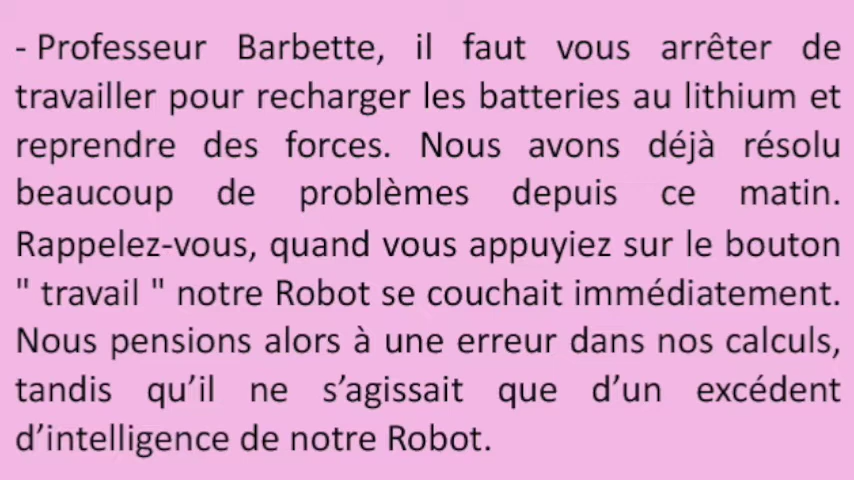 - Professeur Barbette, il faut vous arrêter de
travailler pour recharger les batteries au lithium et
reprendre des forces. Nous avons déjà résolu
beaucoup de problèmes depuis ce matin.
Rappelez-vous, quand vous appuyiez sur le bouton
" travail " notre Robot se couchait immédiatement.
Nous pensions alors à une erreur dans nos calculs,
tandis qu’il ne s’agissait que d’un excédent
d’intelligence de notre Robot.